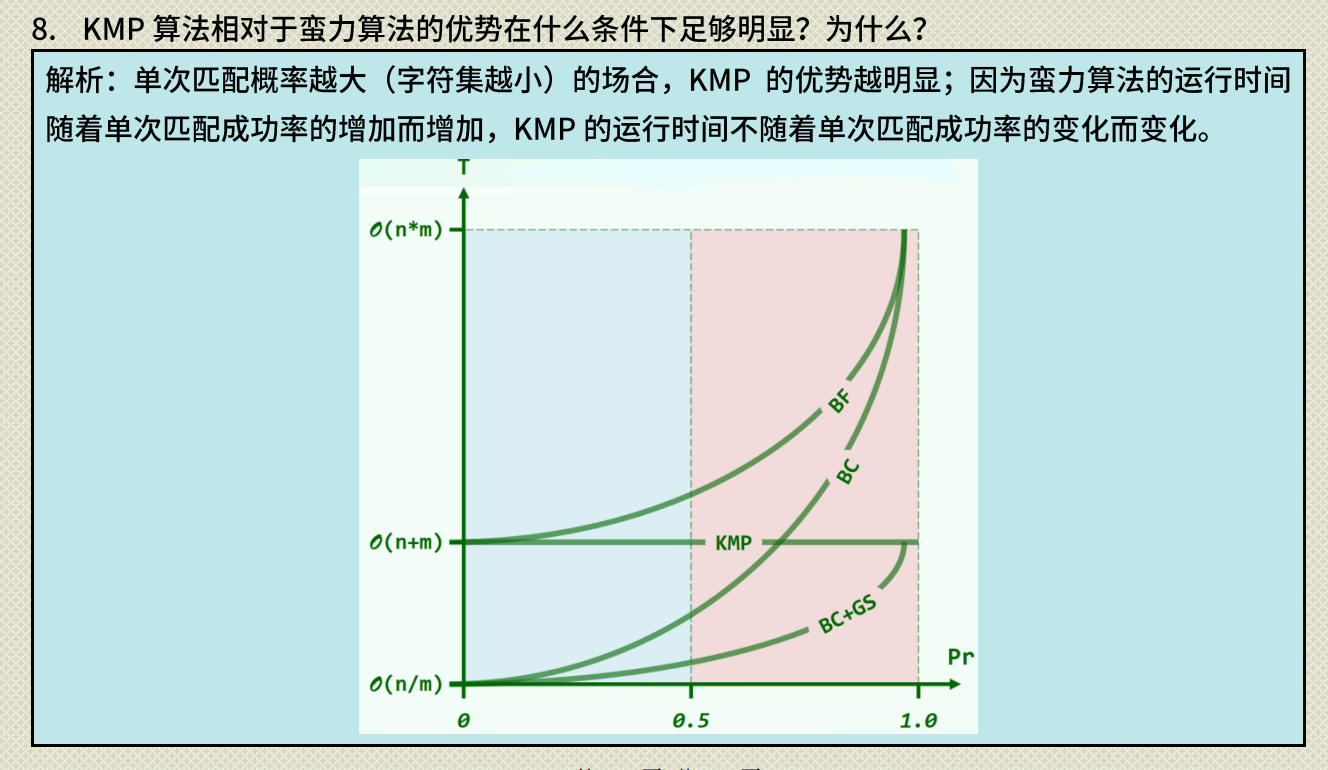 8. KMP 算法相对于蛮力算法的优势在什么条件下足够明显？为什么？
解析：单次匹配概率越大（字符集越小）的场合，KMP 的优势越明显；因为蛮力算法的运行时间
随着单次匹配成功率的增加而增加，KMP 的运行时间不随着单次匹配成功率的变化而变化。
T
O(n*m)
BF
BC
O(n+m)
KMP
BC+GS
Pr
O(n/m)
0
0.5
1.0